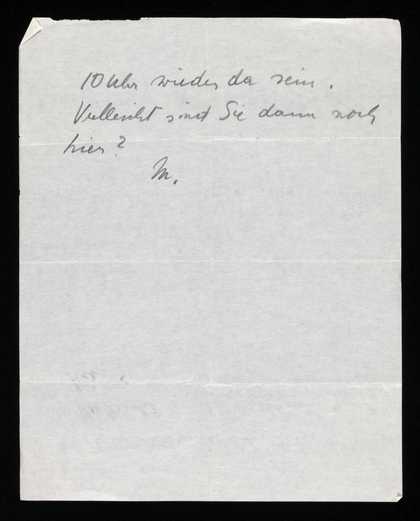 10 Uhr wieder da sein.
Vielleicht sind Sie dann noch
hier?
M.